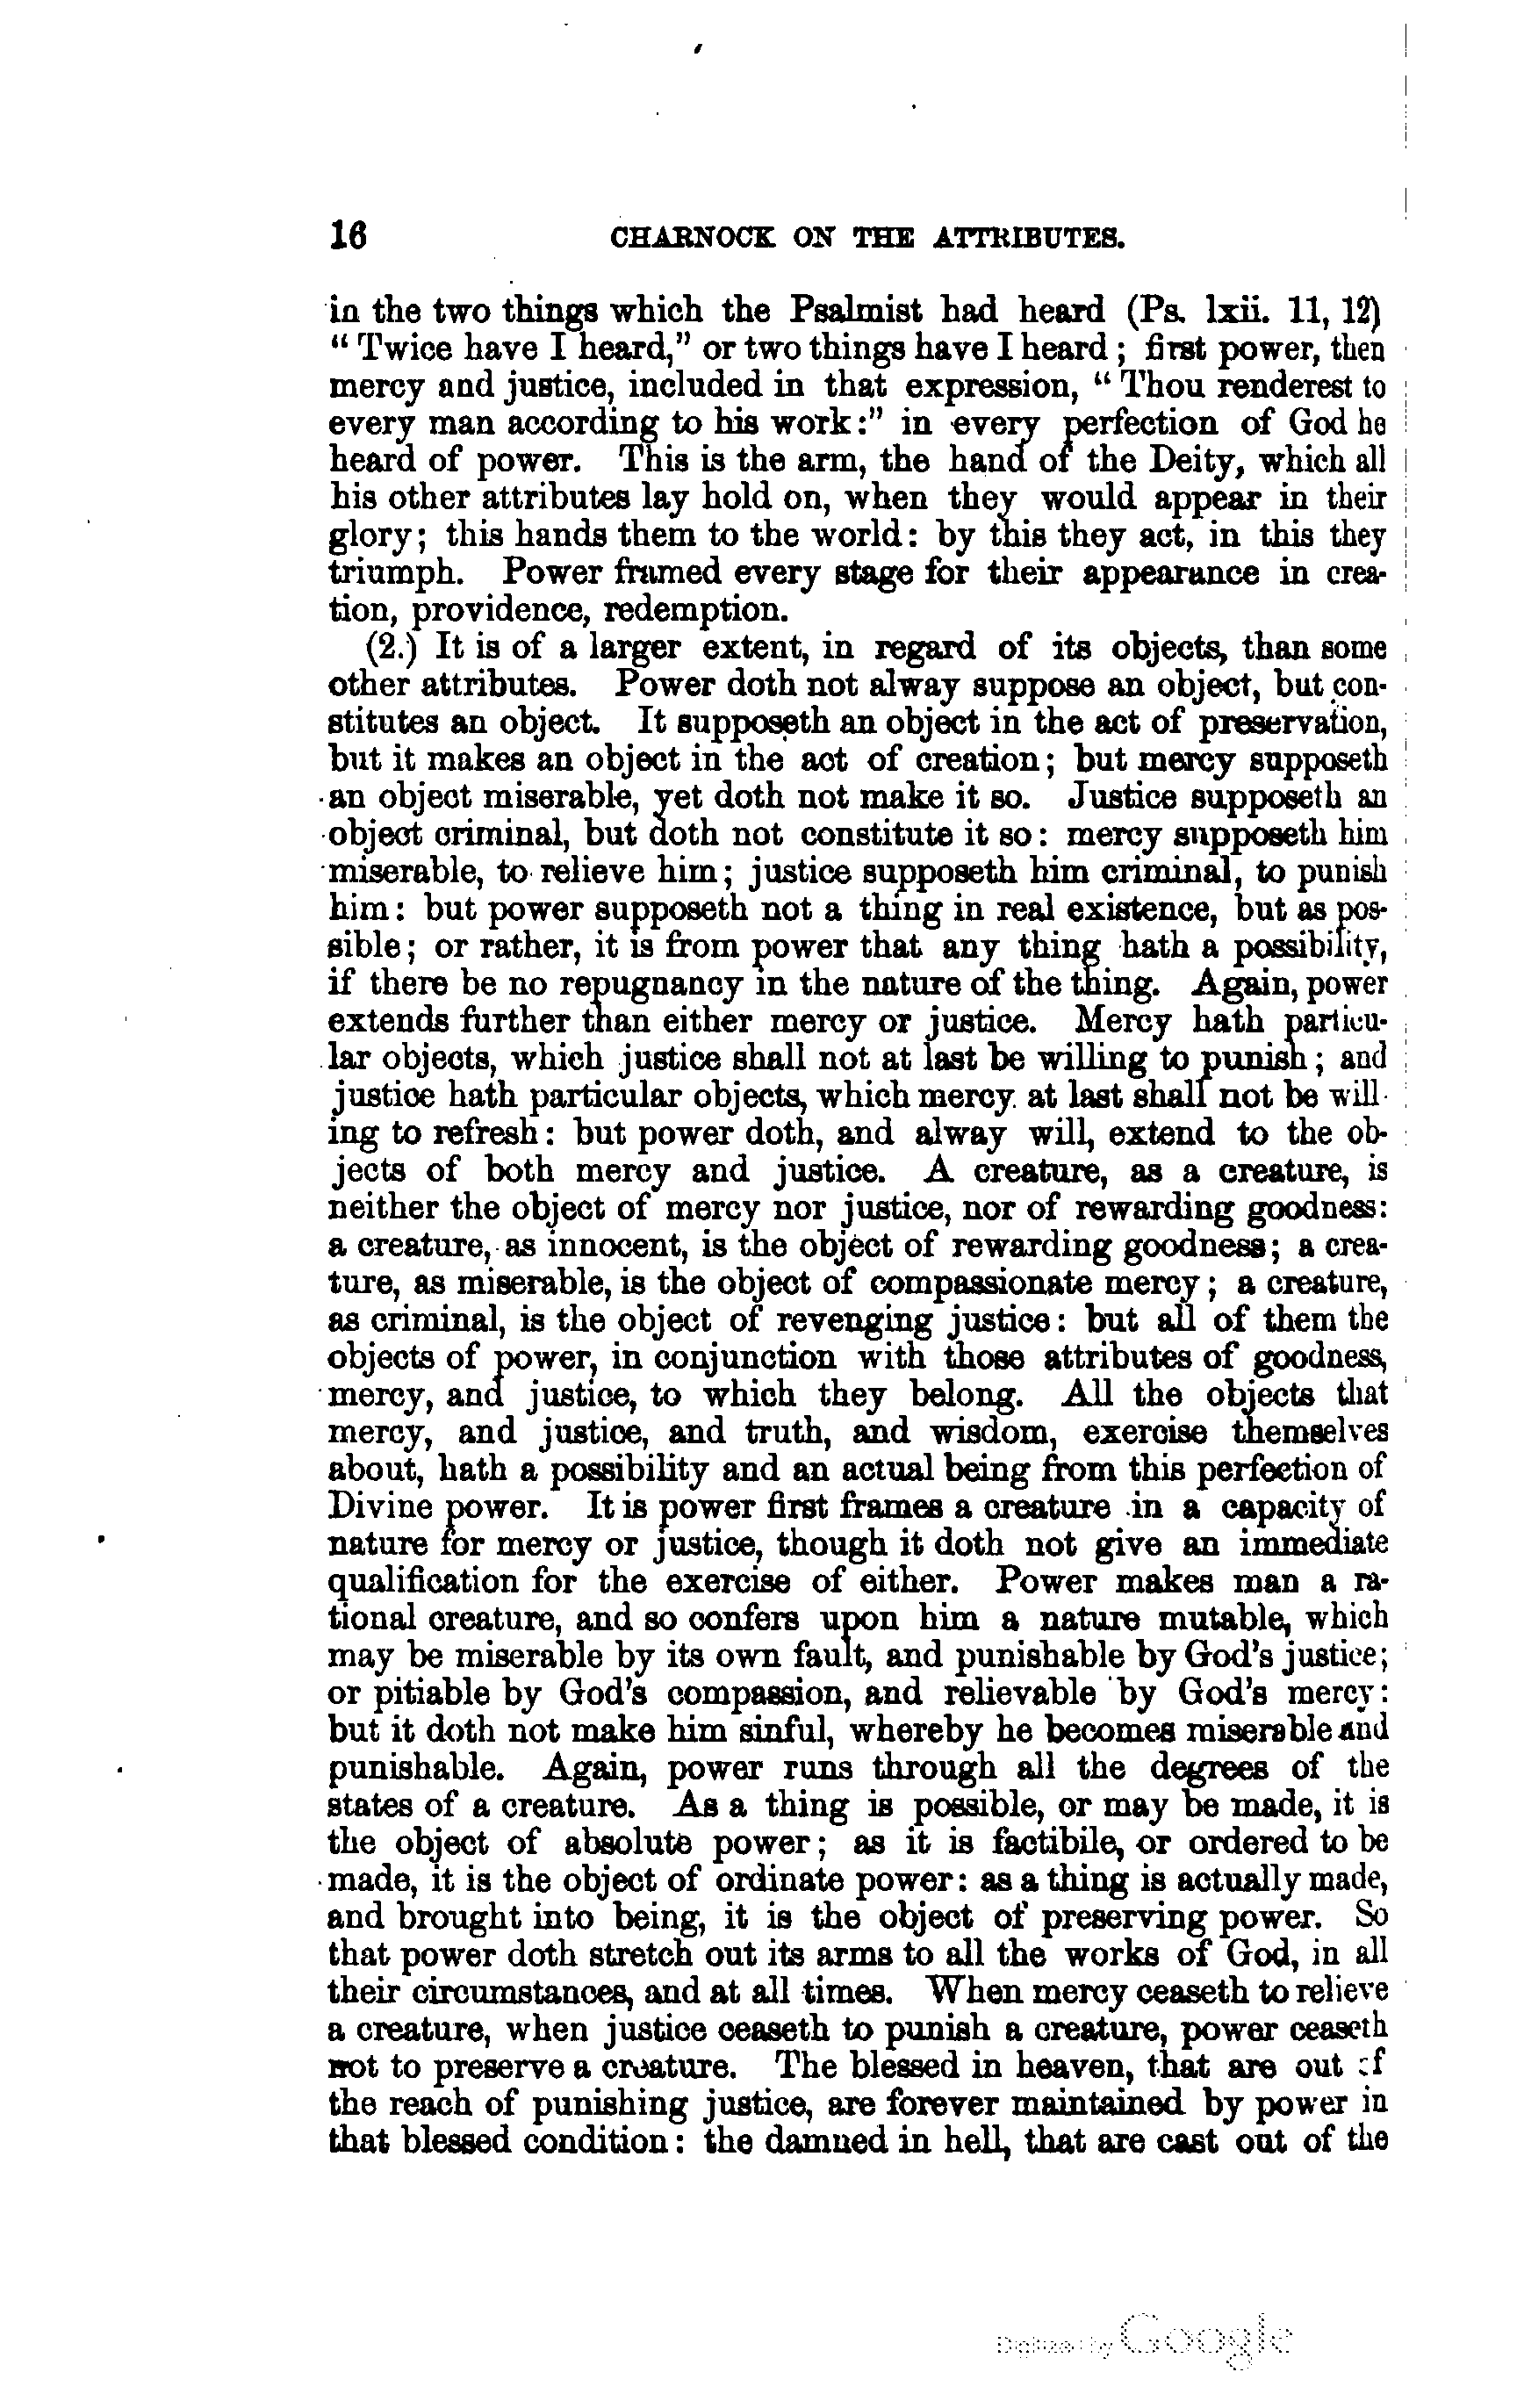 16 CHARNOCK ON THE ATTRIBUTES.
in the two things which the Psalmist had heard (Ps. lxii. 11, 12)
“ Twice have I heard,” or two things have I heard ; first power, then
mercy and justice, included in that expression, “ Thou renderest to
every man according to his work :” in every perfection of God he
heard of power. This is the arm, the hand of the Deity, which all
his other attributes lay hold on, when they would appear in their
glory ; this hands them to the world : by this they act, in this they
triumph. Power framed every stage for their appearance in crea-
tion, providence, redemption.
(2.) It is of a larger extent, in regard of its objects, than some
other attributes. Power doth not alway suppose an object, but con-
stitutes an object. It supposeth an object in the act of preservation,
but it makes an object in the act of creation ; but mercy supposeth
an object miserable, yet doth not make it so. Justice supposeth an
object criminal, but doth not constitute it so : mercy supposeth him
miserable, to relieve him ; justice supposeth him criminal, to punish
him : but power supposeth not a thing in real existence, but as pos-
sible ; or rather, it is from power that any thing hath a possibility,
if there be no repugnancy in the nature of the thing. Again, power
extends further than either mercy or justice. Mercy hath particu-
lar objects, which justice shall not at last be willing to punish ; and
justice hath particular objects, which mercy at last shall not be will-
ing to refresh : but power doth, and alway will, extend to the ob-
jects of both mercy and justice. A creature, as a creature, is
neither the object of mercy nor justice, nor of rewarding goodness :
a creature, as innocent, is the object of rewarding goodness ; a crea-
ture, as miserable, is the object of compassionate mercy ; a creature,
as criminal, is the object of revenging justice : but all of them the
objects of power, in conjunction with those attributes of goodness,
mercy, and justice, to which they belong. All the objects that
mercy, and justice, and truth, and wisdom, exercise themselves
about, hath a possibility and an actual being from this perfection of
Divine power. It is power first frames a creature in a capacity of
nature for mercy or justice, though it doth not give an immediate
qualification for the exercise of either. Power makes man a ra-
tional creature, and so confers upon him a nature mutable, which
may be miserable by its own fault, and punishable by God’s justice ;
or pitiable by God’s compassion, and relievable by God’s mercy :
but it doth not make him sinful, whereby he becomes miserable and
punishable. Again, power runs through all the degrees of the
states of a creature. As a thing is possible, or may be made, it is
the object of absolute power ; as it is factibile, or ordered to be
made, it is the object of ordinate power : as a thing is actually made,
and brought into being, it is the object of preserving power. So
that power doth stretch out its arms to all the works of God, in all
their circumstances, and at all times. When mercy ceaseth to relieve
a creature, when justice ceaseth to punish a creature, power ceaseth
not to preserve a creature. The blessed in heaven, that are out of
the reach of punishing justice, are forever maintained by power in
that blessed condition : the damned in hell, that are cast out of the
Digitized by Google